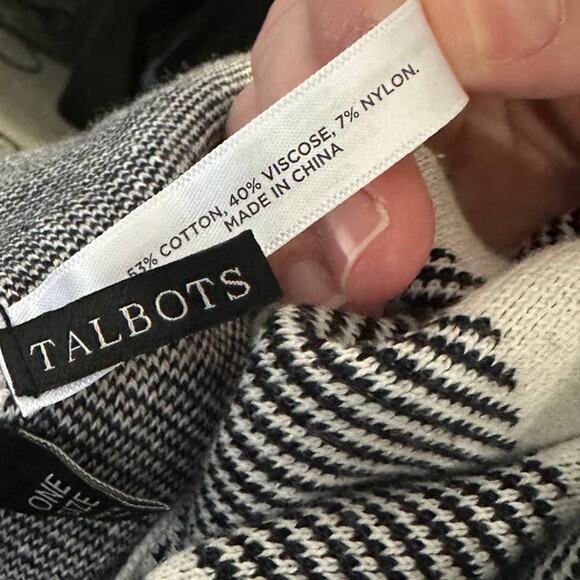 53% COTTON, 40% VISCOSE, 7% NYLON.
MADE IN CHINA
TALBOTS
ONE